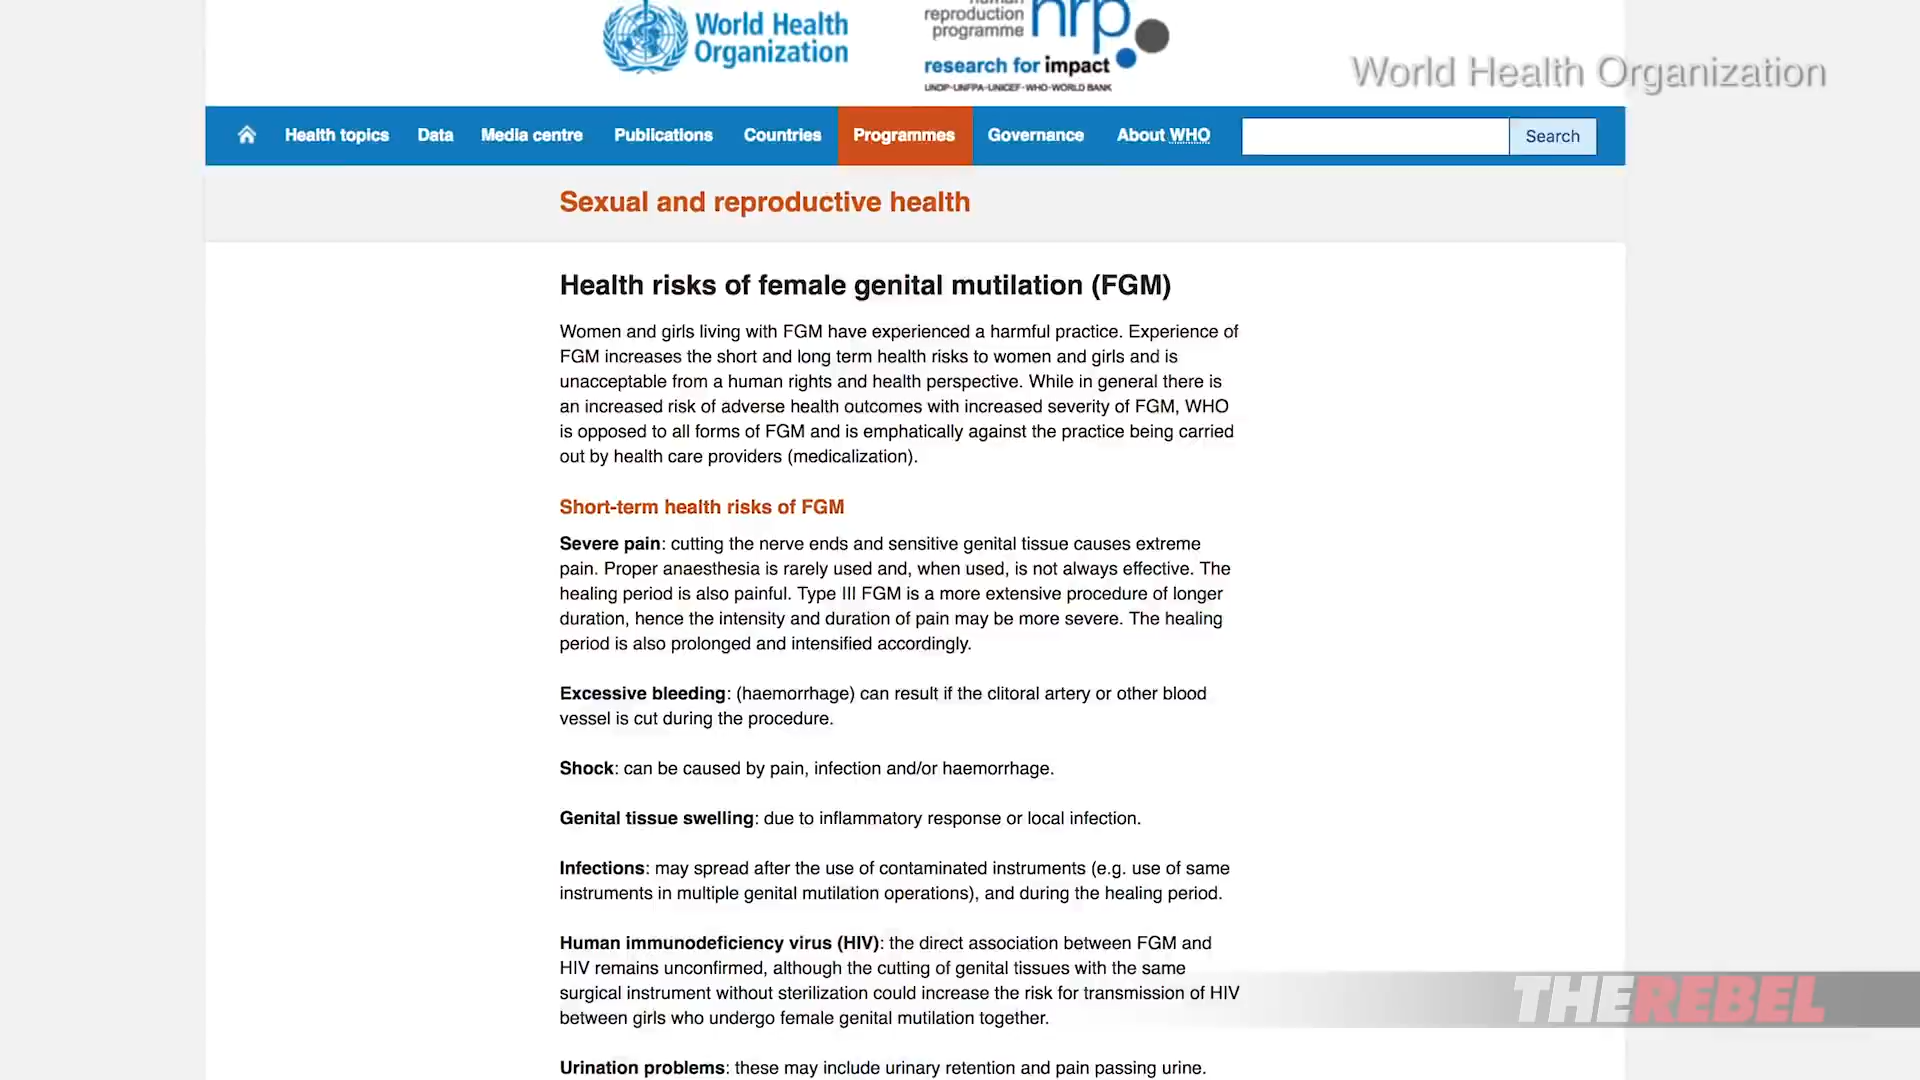 World Health
Organization
human
reproduction
programme
hrp
research for impact
UNDP·UNFPA·UNICEF·WHO·WORLD BANK
World Health Organization
Health topics Data Media centre Publications Countries Programmes Governance About WHO Search
Sexual and reproductive health
Health risks of female genital mutilation (FGM)
Women and girls living with FGM have experienced a harmful practice. Experience of
FGM increases the short and long term health risks to women and girls and is
unacceptable from a human rights and health perspective. While in general there is
an increased risk of adverse health outcomes with increased severity of FGM, WHO
is opposed to all forms of FGM and is emphatically against the practice being carried
out by health care providers (medicalization).
Short-term health risks of FGM
Severe pain: cutting the nerve ends and sensitive genital tissue causes extreme
pain. Proper anaesthesia is rarely used and, when used, is not always effective. The
healing period is also painful. Type III FGM is a more extensive procedure of longer
duration, hence the intensity and duration of pain may be more severe. The healing
period is also prolonged and intensified accordingly.
Excessive bleeding: (haemorrhage) can result if the clitoral artery or other blood
vessel is cut during the procedure.
Shock: can be caused by pain, infection and/or haemorrhage.
Genital tissue swelling: due to inflammatory response or local infection.
Infections: may spread after the use of contaminated instruments (e.g. use of same
instruments in multiple genital mutilation operations), and during the healing period.
Human immunodeficiency virus (HIV): the direct association between FGM and
HIV remains unconfirmed, although the cutting of genital tissues with the same
surgical instrument without sterilization could increase the risk for transmission of HIV
between girls who undergo female genital mutilation together.
THEREBEL
Urination problems: these may include urinary retention and pain passing urine.